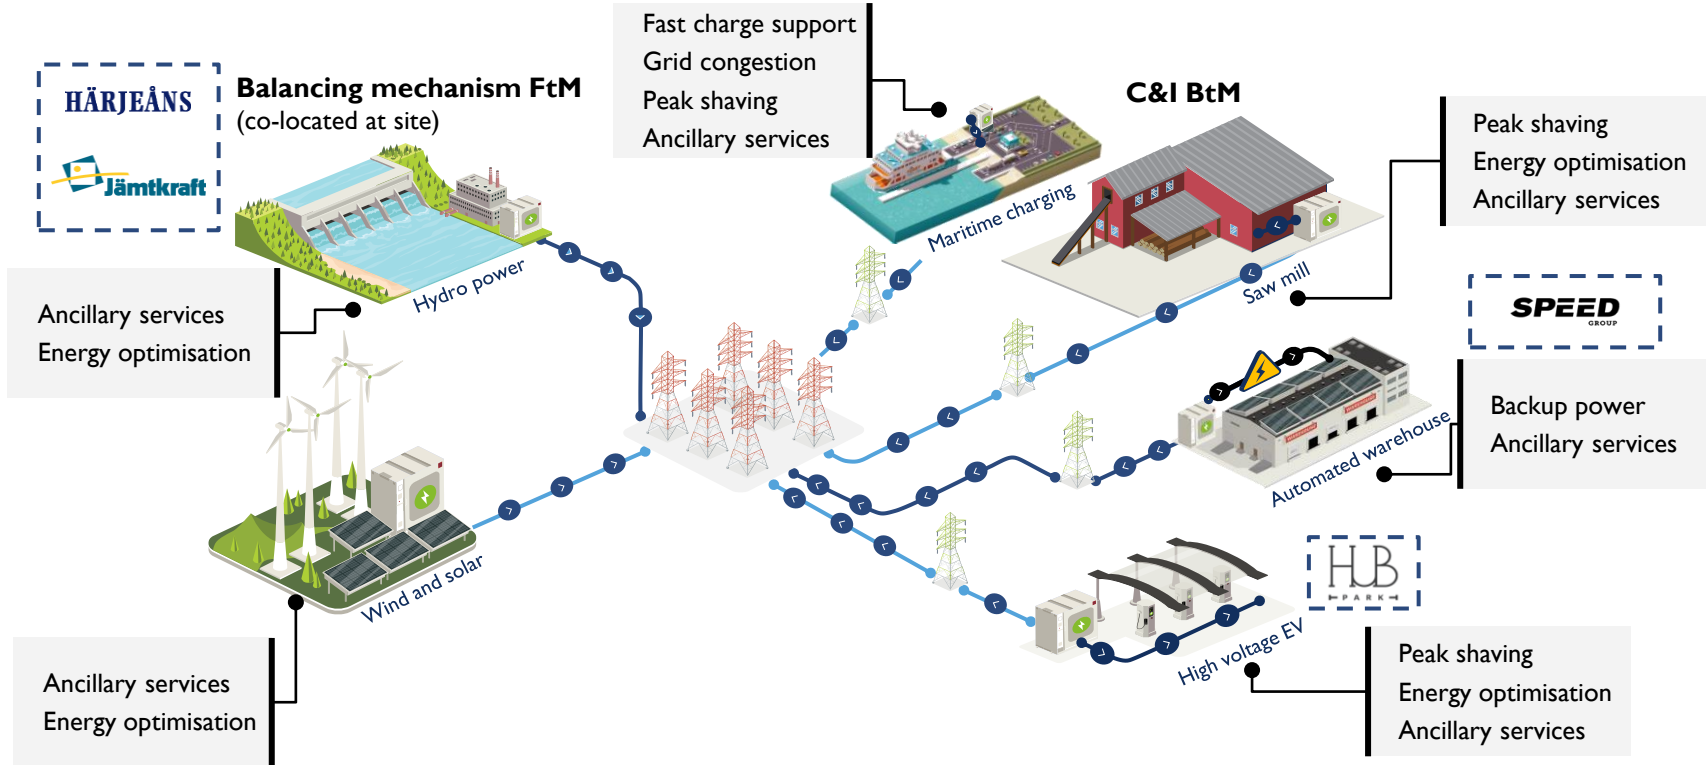 HÄRJEÅNS
Jämtkraft
Balancing mechanism FtM
(co-located at site)
Hydro power
Ancillary services
Energy optimisation
Wind and solar
Ancillary services
Energy optimisation
Fast charge support
Grid congestion
Peak shaving
Ancillary services
Maritime charging
C&I BtM
Saw mill
Peak shaving
Energy optimisation
Ancillary services
SPEED
GROUP
Automated warehouse
Backup power
Ancillary services
HUB
PARK
High voltage EV
Peak shaving
Energy optimisation
Ancillary services